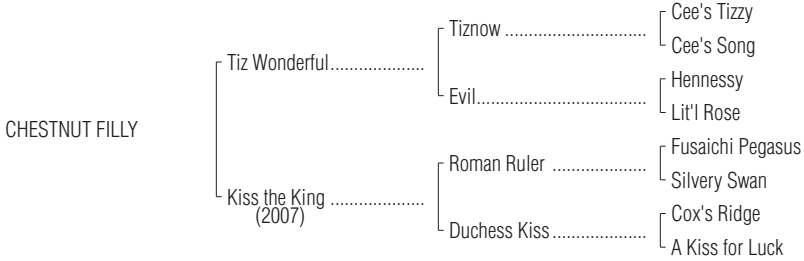 Cee's Tizzy
Tiznow ..............................
Cee's Song
Tiz Wonderful....................
Hennessy
Evil....................................
Lit'l Rose
CHESTNUT FILLY
Fusaichi Pegasus
Roman Ruler ....................
Silvery Swan
Kiss the King ....................
(2007)
Cox's Ridge
Duchess Kiss....................
A Kiss for Luck